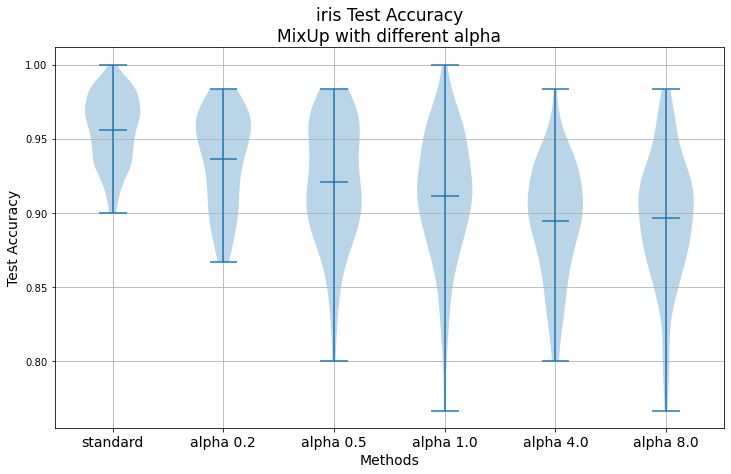 iris Test Accuracy
MixUp with different alpha
Test Accuracy
1.00
0.95
0.90
0.85
0.80
standard alpha 0.2 alpha 0.5 alpha 1.0 alpha 4.0 alpha 8.0
Methods